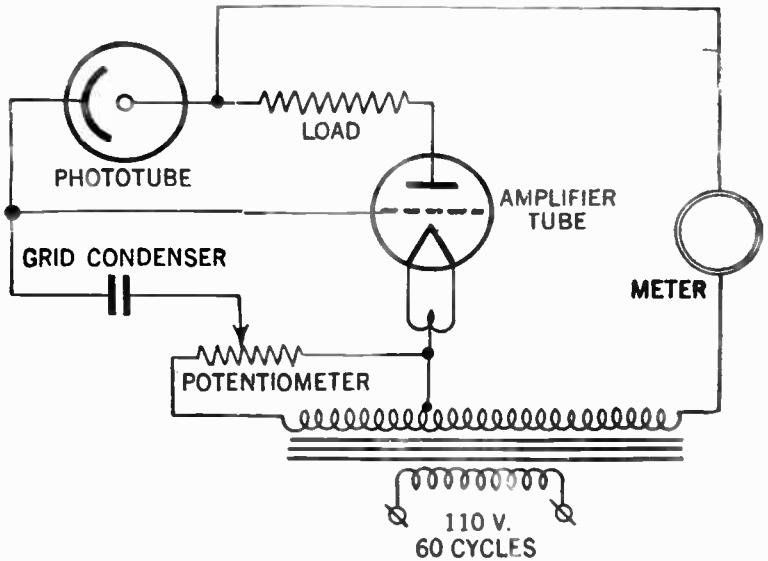 LOAD
PHOTOTUBE
AMPLIFIER
TUBE
GRID CONDENSER
METER
POTENTIOMETER
110 V.
60 CYCLES